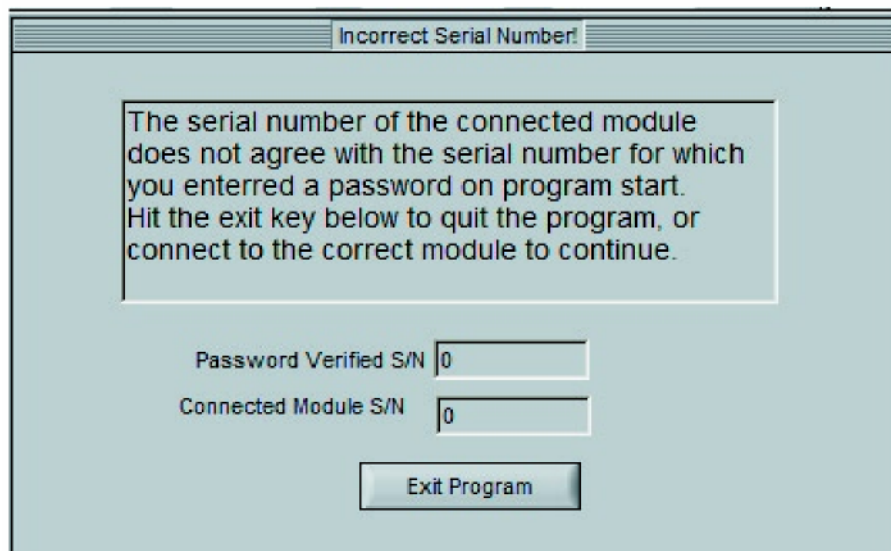 Incorrect Serial Number!
The serial number of the connected module
does not agree with the serial number for which
you enterred a password on program start.
Hit the exit key below to quit the program, or
connect to the correct module to continue.
Password Verified S/N 0
Connected Module S/N 0
Exit Program